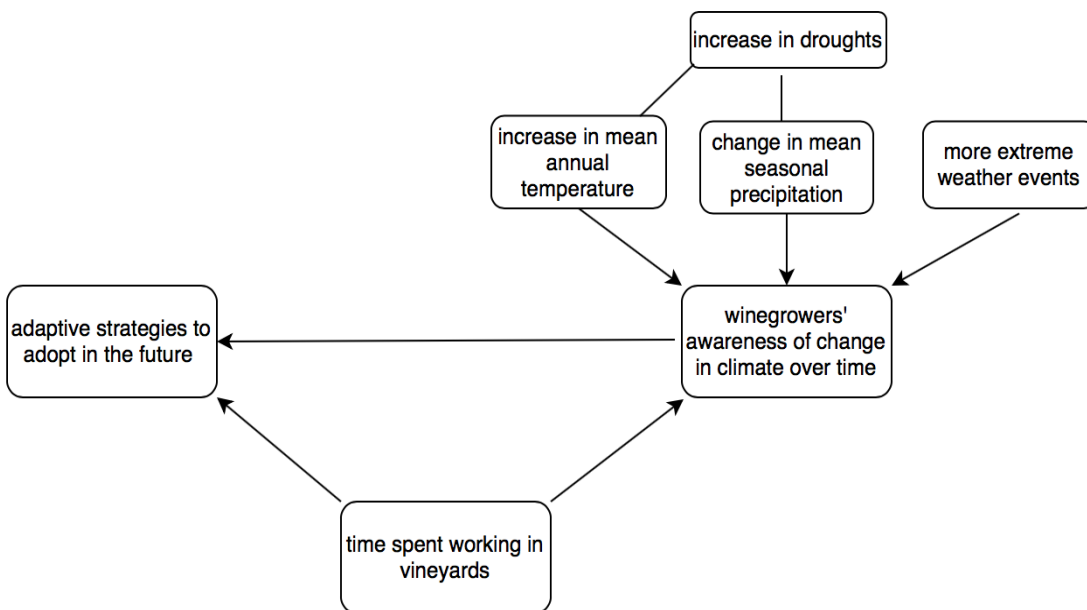 increase in droughts
increase in mean
annual
temperature
change in mean
seasonal
precipitation
more extreme
weather events
adaptive strategies to
adopt in the future
winegrowers'
awareness of change
in climate over time
time spent working in
vineyards